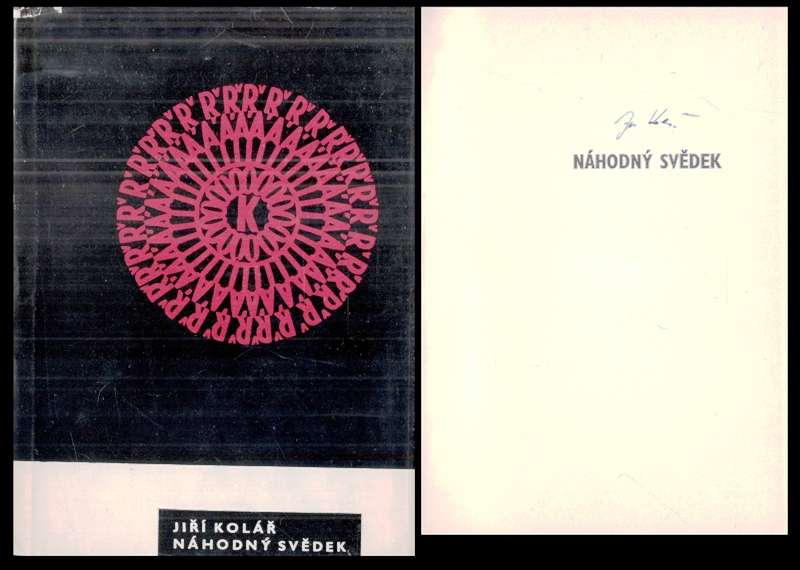 K
JIŘÍ KOLÁŘ
NÁHODNÝ SVĚDEK
NÁHODNÝ SVĚDEK